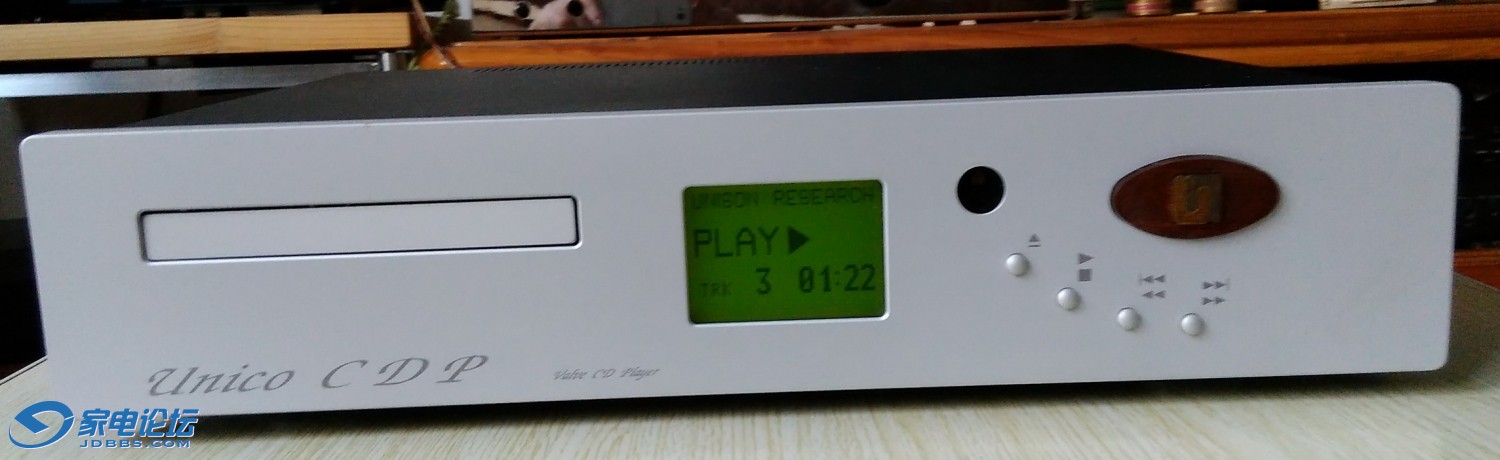 UNISON RESEARCH
PLAY▶
TRK 3 01:22
Unico CDP
Valve CD Player
家电论坛
JDBBS.COM